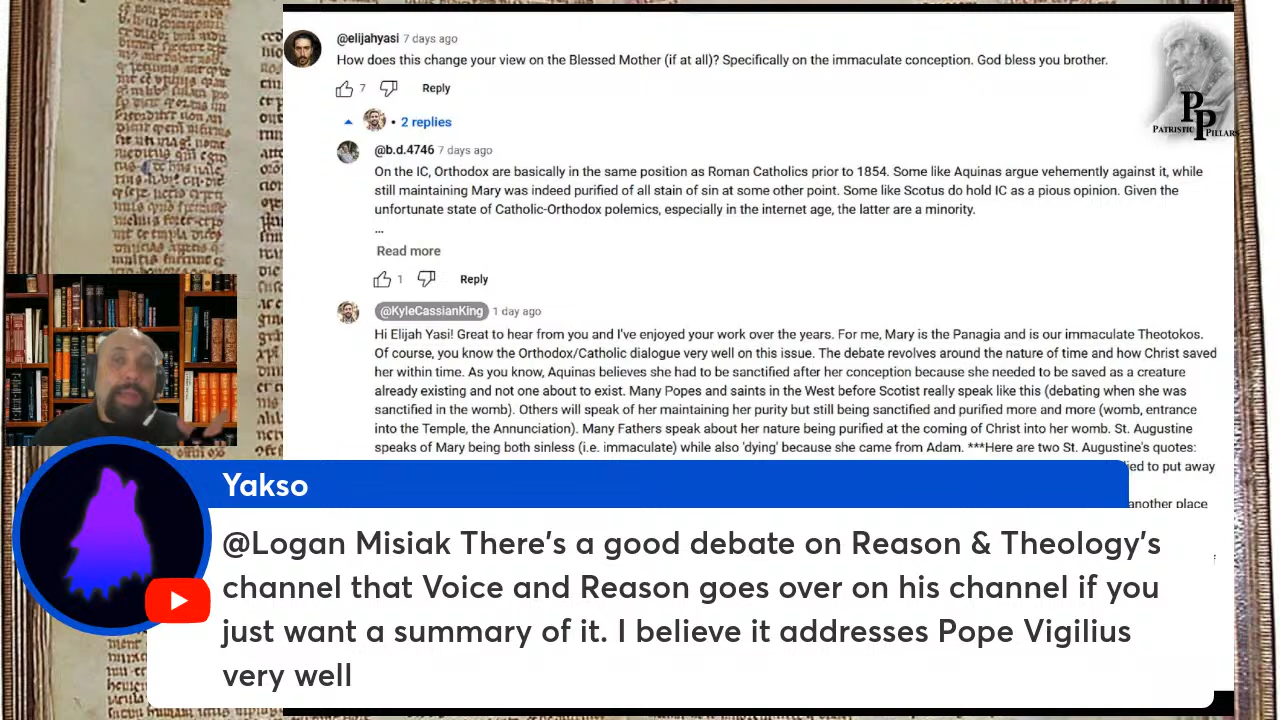 @elijahyasi 7 days ago
How does this change your view on the Blessed Mother (if at all)? Specifically on the immaculate conception. God bless you brother.
7 Reply
• 2 replies
@b.d.4746 7 days ago
On the IC, Orthodox are basically in the same position as Roman Catholics prior to 1854. Some like Aquinas argue vehemently against it, while
still maintaining Mary was indeed purified of all stain of sin at some other point. Some like Scotus do hold IC as a pious opinion. Given the
unfortunate state of Catholic-Orthodox polemics, especially in the internet age, the latter are a minority.
...
Read more
1 Reply
@KyleCassianKing 1 day ago
Hi Elijah Yasi! Great to hear from you and I've enjoyed your work over the years. For me, Mary is the Panagia and is our immaculate Theotokos.
Of course, you know the Orthodox/Catholic dialogue very well on this issue. The debate revolves around the nature of time and how Christ saved
her within time. As you know, Aquinas believes she had to be sanctified after her conception because she needed to be saved as a creature
already existing and not one about to exist. Many Popes and saints in the West before Scotist really speak like this (debating when she was
sanctified in the womb). Others will speak of her maintaining her purity but still being sanctified and purified more and more (womb, entrance
into the Temple, the Annunciation). Many Fathers speak about her nature being purified at the coming of Christ into her womb. St. Augustine
speaks of Mary being both sinless (i.e. immaculate) while also 'dying' because she came from Adam. ***Here are two St. Augustine's quotes:
to put away
another place
PP
PATRISTIC PILLARS
Yakso
@Logan Misiak There's a good debate on Reason & Theology's
channel that Voice and Reason goes over on his channel if you
just want a summary of it. I believe it addresses Pope Vigilius
very well